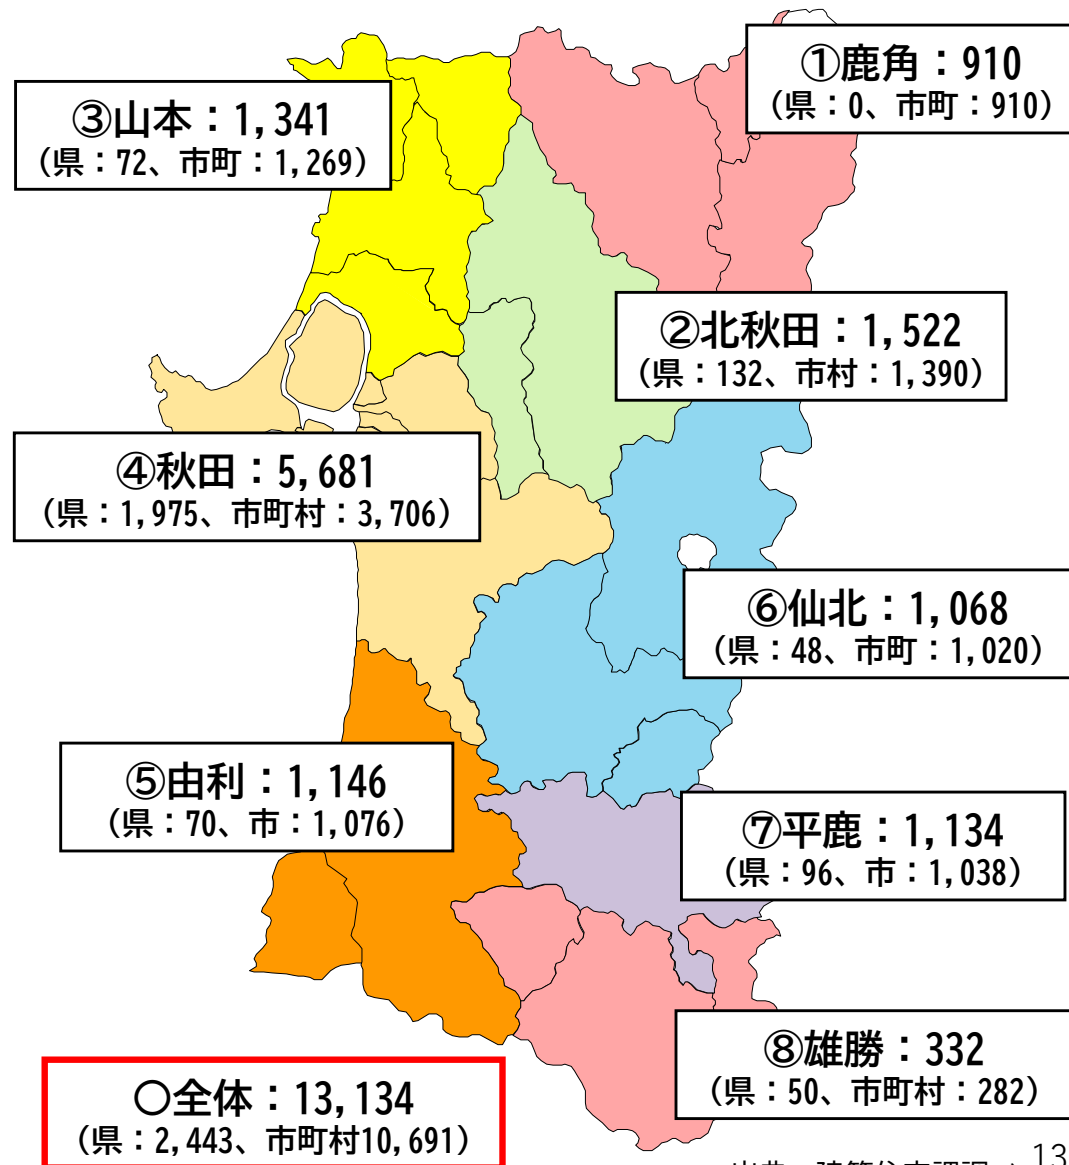 ①鹿角：910
（県：0、市町：910）
③山本：1,341
（県：72、市町：1,269）
②北秋田：1,522
（県：132、市村：1,390）
④秋田：5,681
（県：1,975、市町村：3,706）
⑥仙北：1,068
（県：48、市町：1,020）
⑤由利：1,146
（県：70、市：1,076）
⑦平鹿：1,134
（県：96、市：1,038）
⑧雄勝：332
（県：50、市町村：282）
〇全体：13,134
（県：2,443、市町村10,691）
13